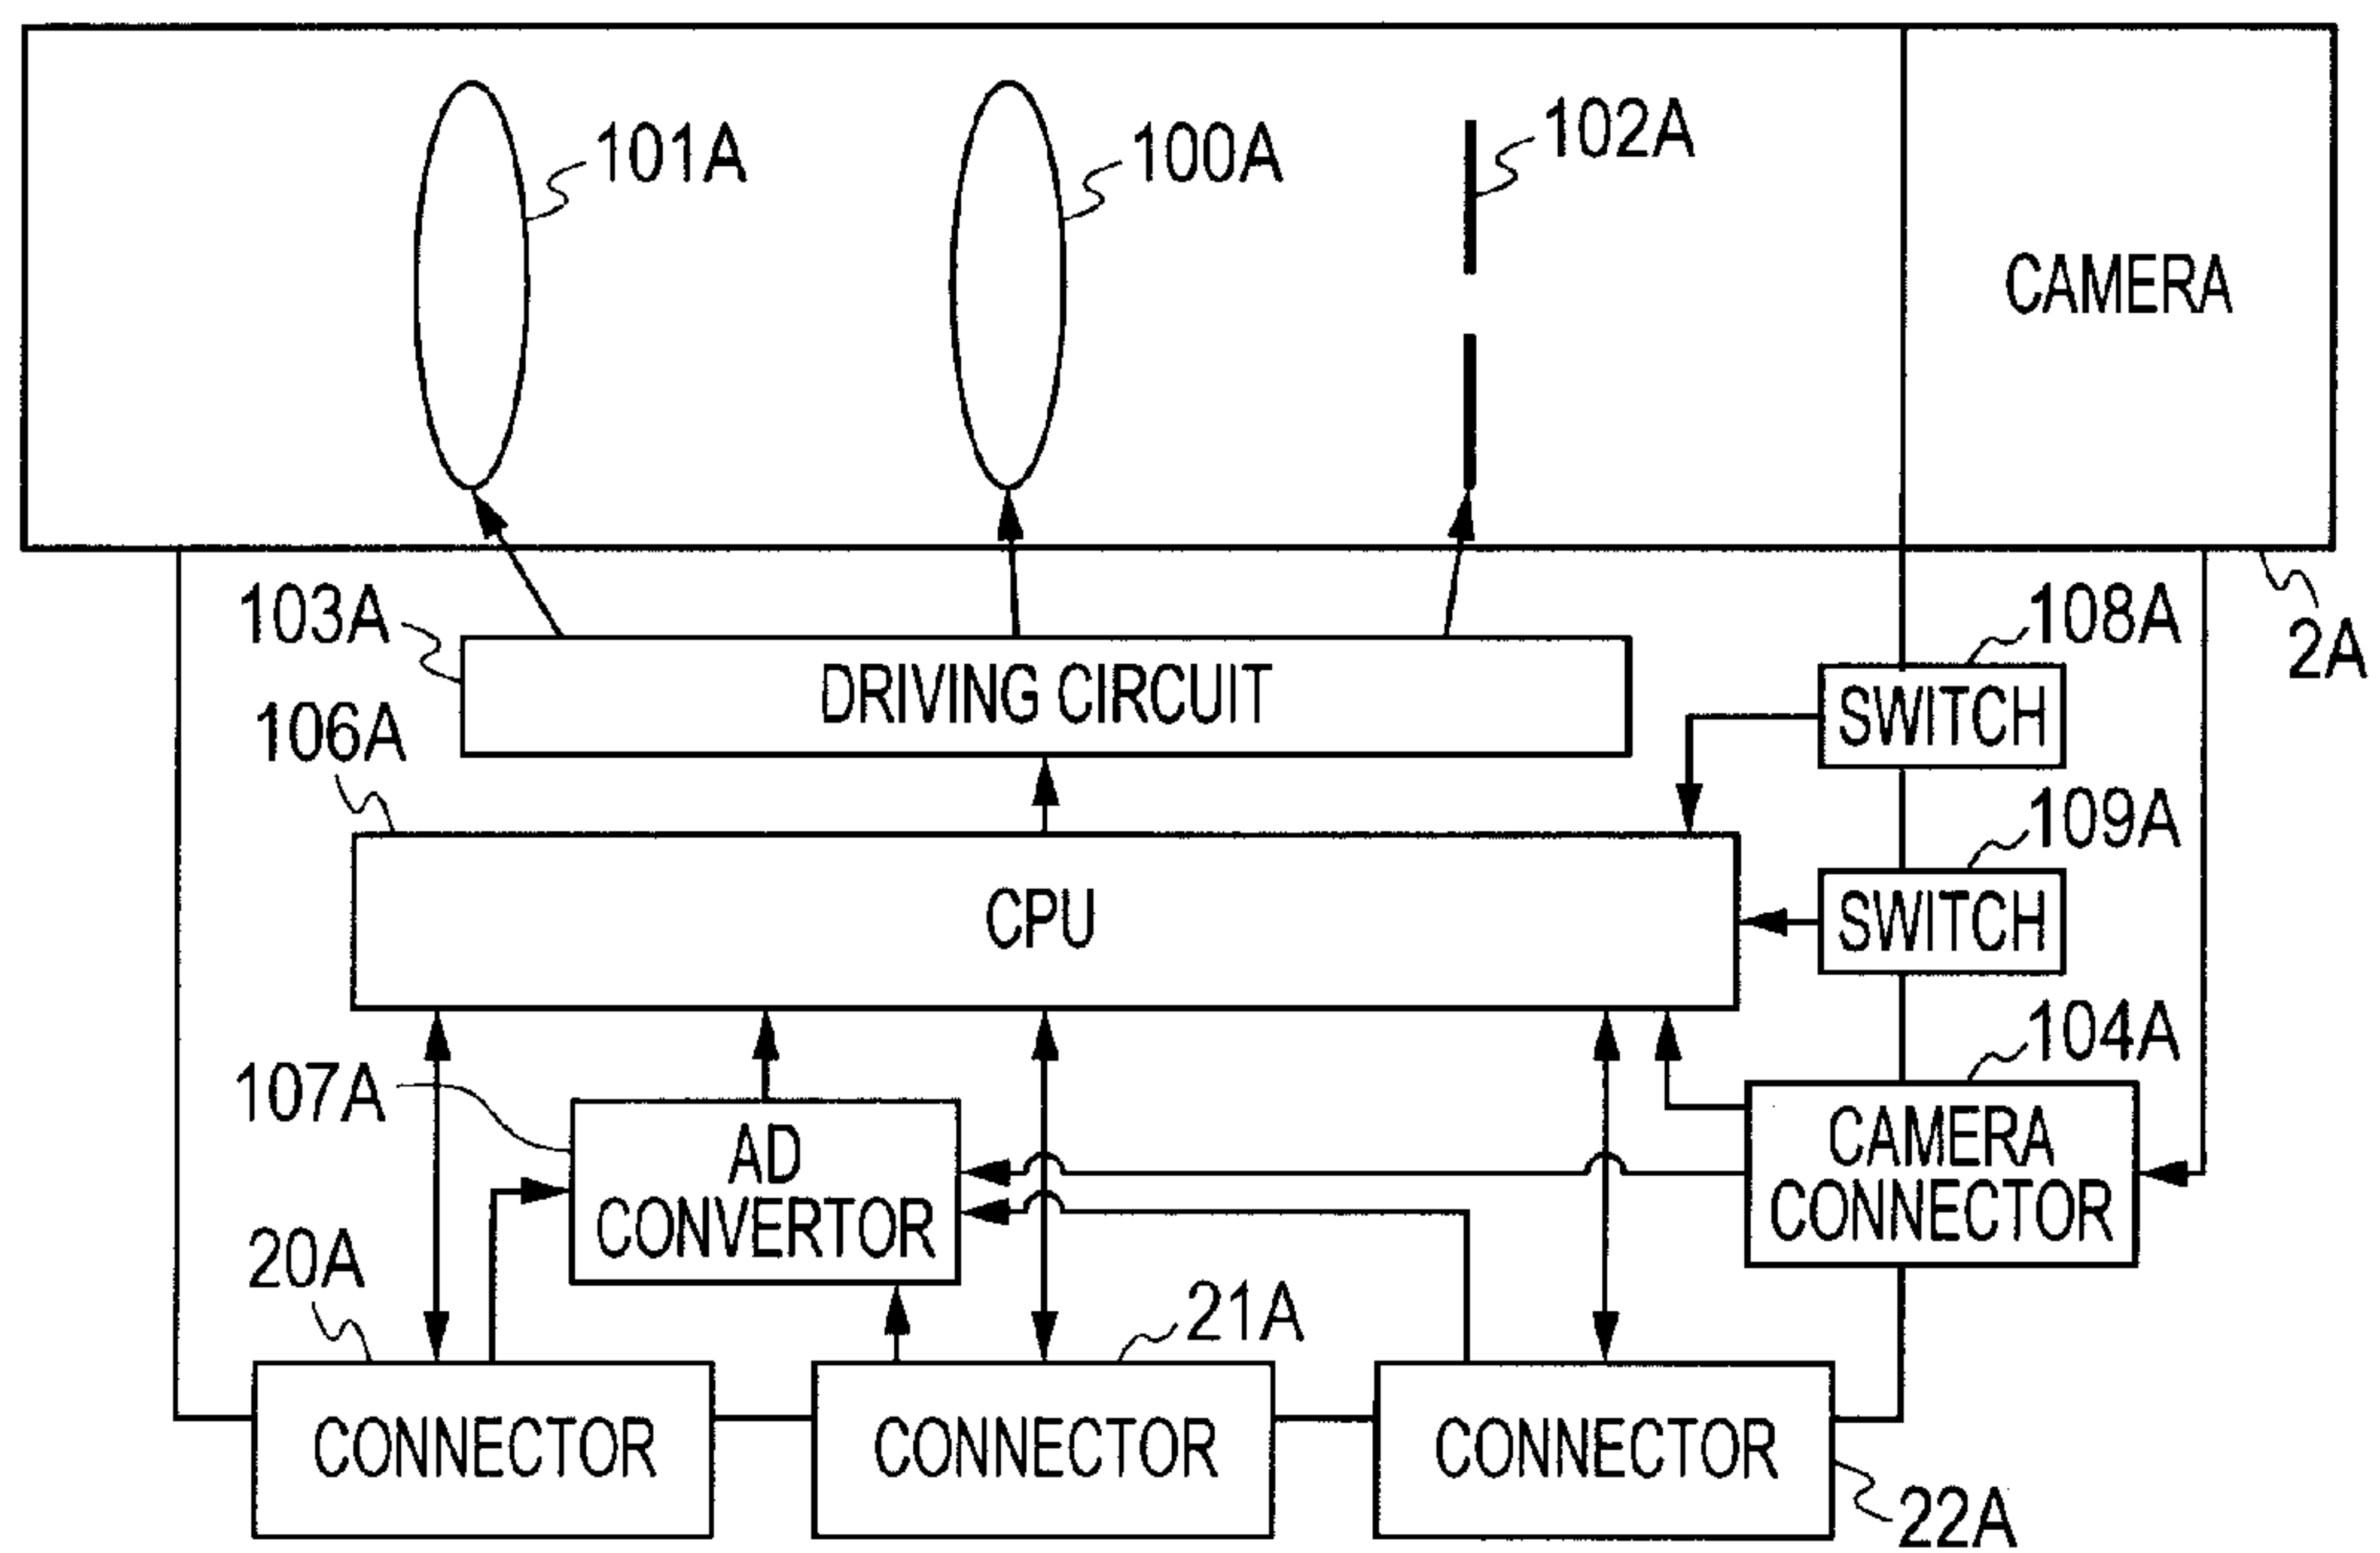 101A
100A
102A
CAMERA
103A
DRIVING CIRCUIT
108A
2A
SWITCH
106A
109A
CPU
SWITCH
104A
107A
AD
CONVERTOR
CAMERA
CONNECTOR
20A
21A
CONNECTOR
CONNECTOR
CONNECTOR
22A